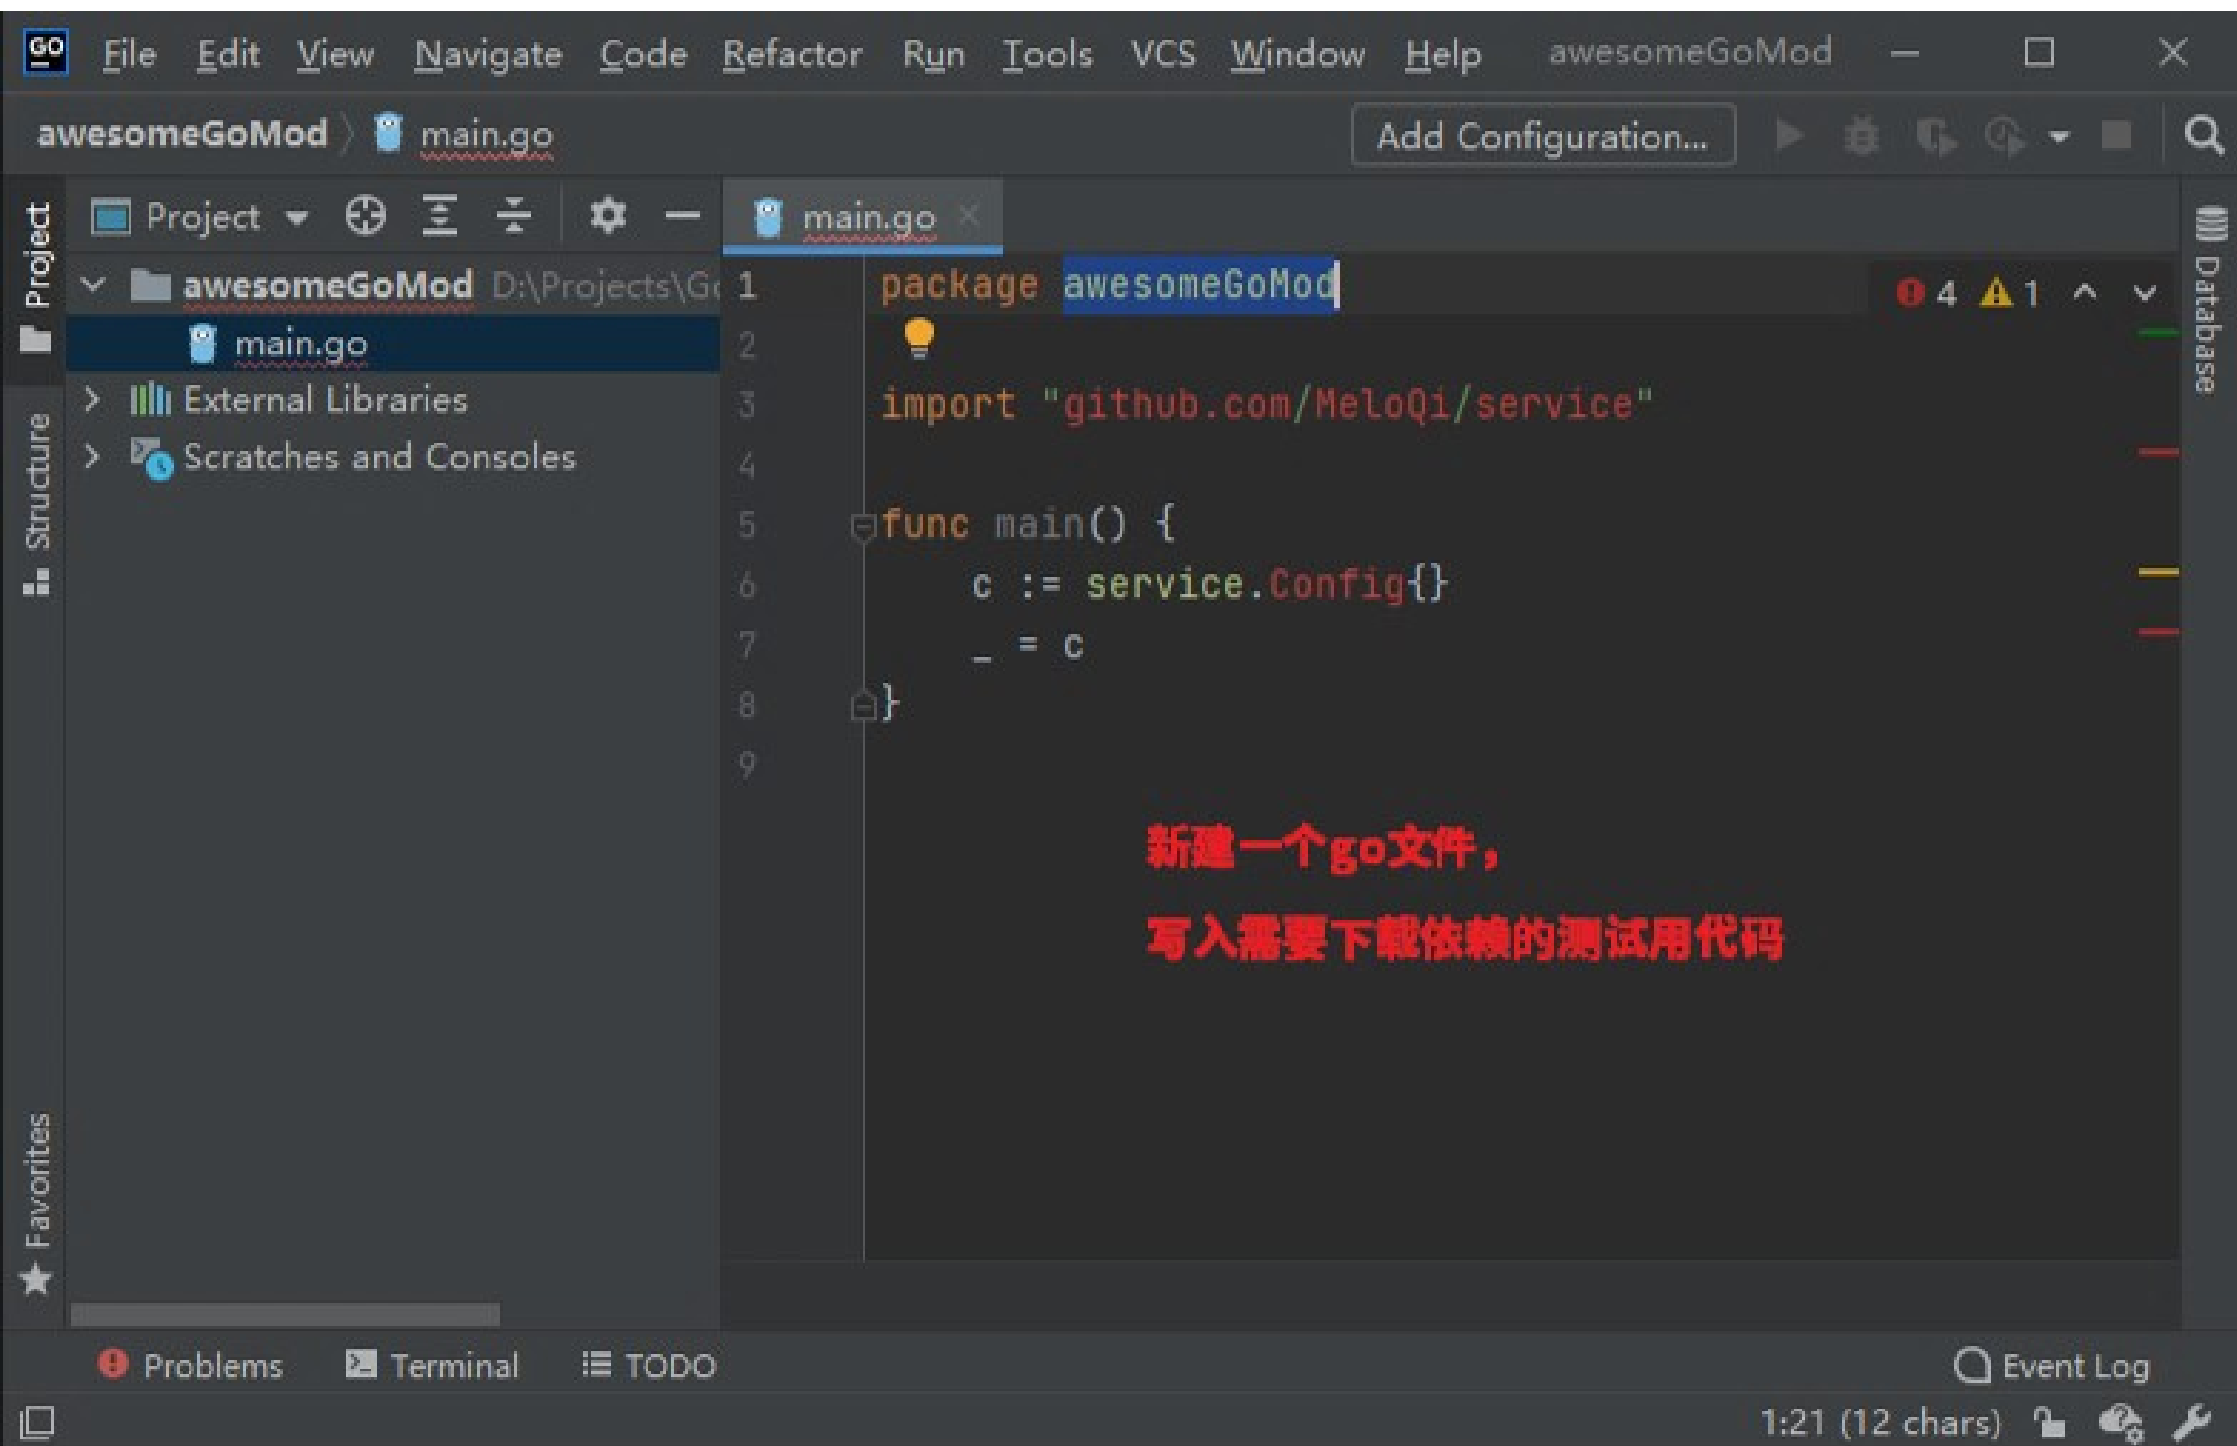 GO File Edit View Navigate Code Refactor Run Tools VCS Window Help awesomeGoMod
awesomeGoMod main.go Add Configuration...
Project
main.go
awesomeGoMod D:\Projects\Go
main.go
External Libraries
Scratches and Consoles
Project
Structure
Favorites
1 package awesomeGoMod
2
3 import "github.com/MeloQi/service"
4
5 func main() {
6 c := service.Config{}
7 _ = c
8 }
9
4 1
Database
新建一个go文件，
写入需要下载依赖的测试用代码
Problems Terminal TODO Event Log
1:21 (12 chars)